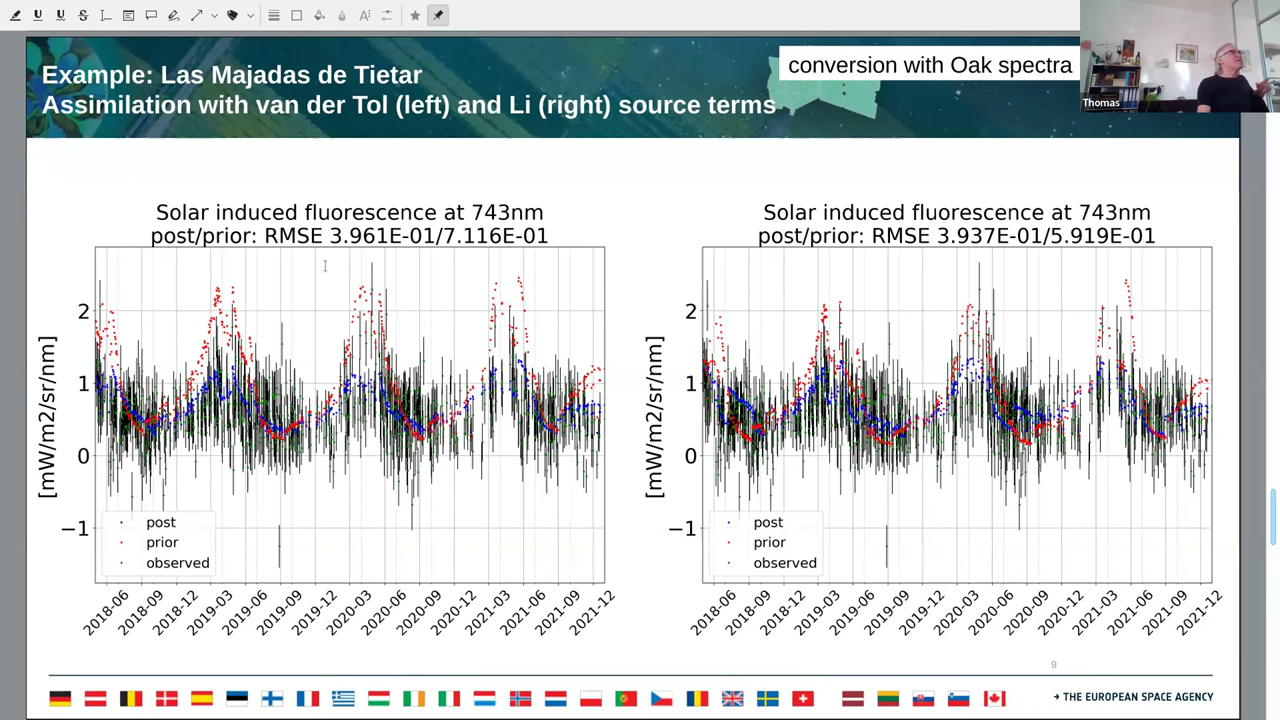 Example: Las Majadas de Tietar
Assimilation with van der Tol (left) and Li (right) source terms
conversion with Oak spectra
Thomas
Solar induced fluorescence at 743nm
post/prior: RMSE 3.961E-01/7.116E-01
[mW/m2/sr/nm]
2
1
0
−1
post
prior
observed
2018-06
2018-09
2018-12
2019-03
2019-06
2019-09
2019-12
2020-03
2020-06
2020-09
2020-12
2021-03
2021-06
2021-09
2021-12
Solar induced fluorescence at 743nm
post/prior: RMSE 3.937E-01/5.919E-01
[mW/m2/sr/nm]
2
1
0
−1
post
prior
observed
2018-06
2018-09
2018-12
2019-03
2019-06
2019-09
2019-12
2020-03
2020-06
2020-09
2020-12
2021-03
2021-06
2021-09
2021-12
9
→ THE EUROPEAN SPACE AGENCY